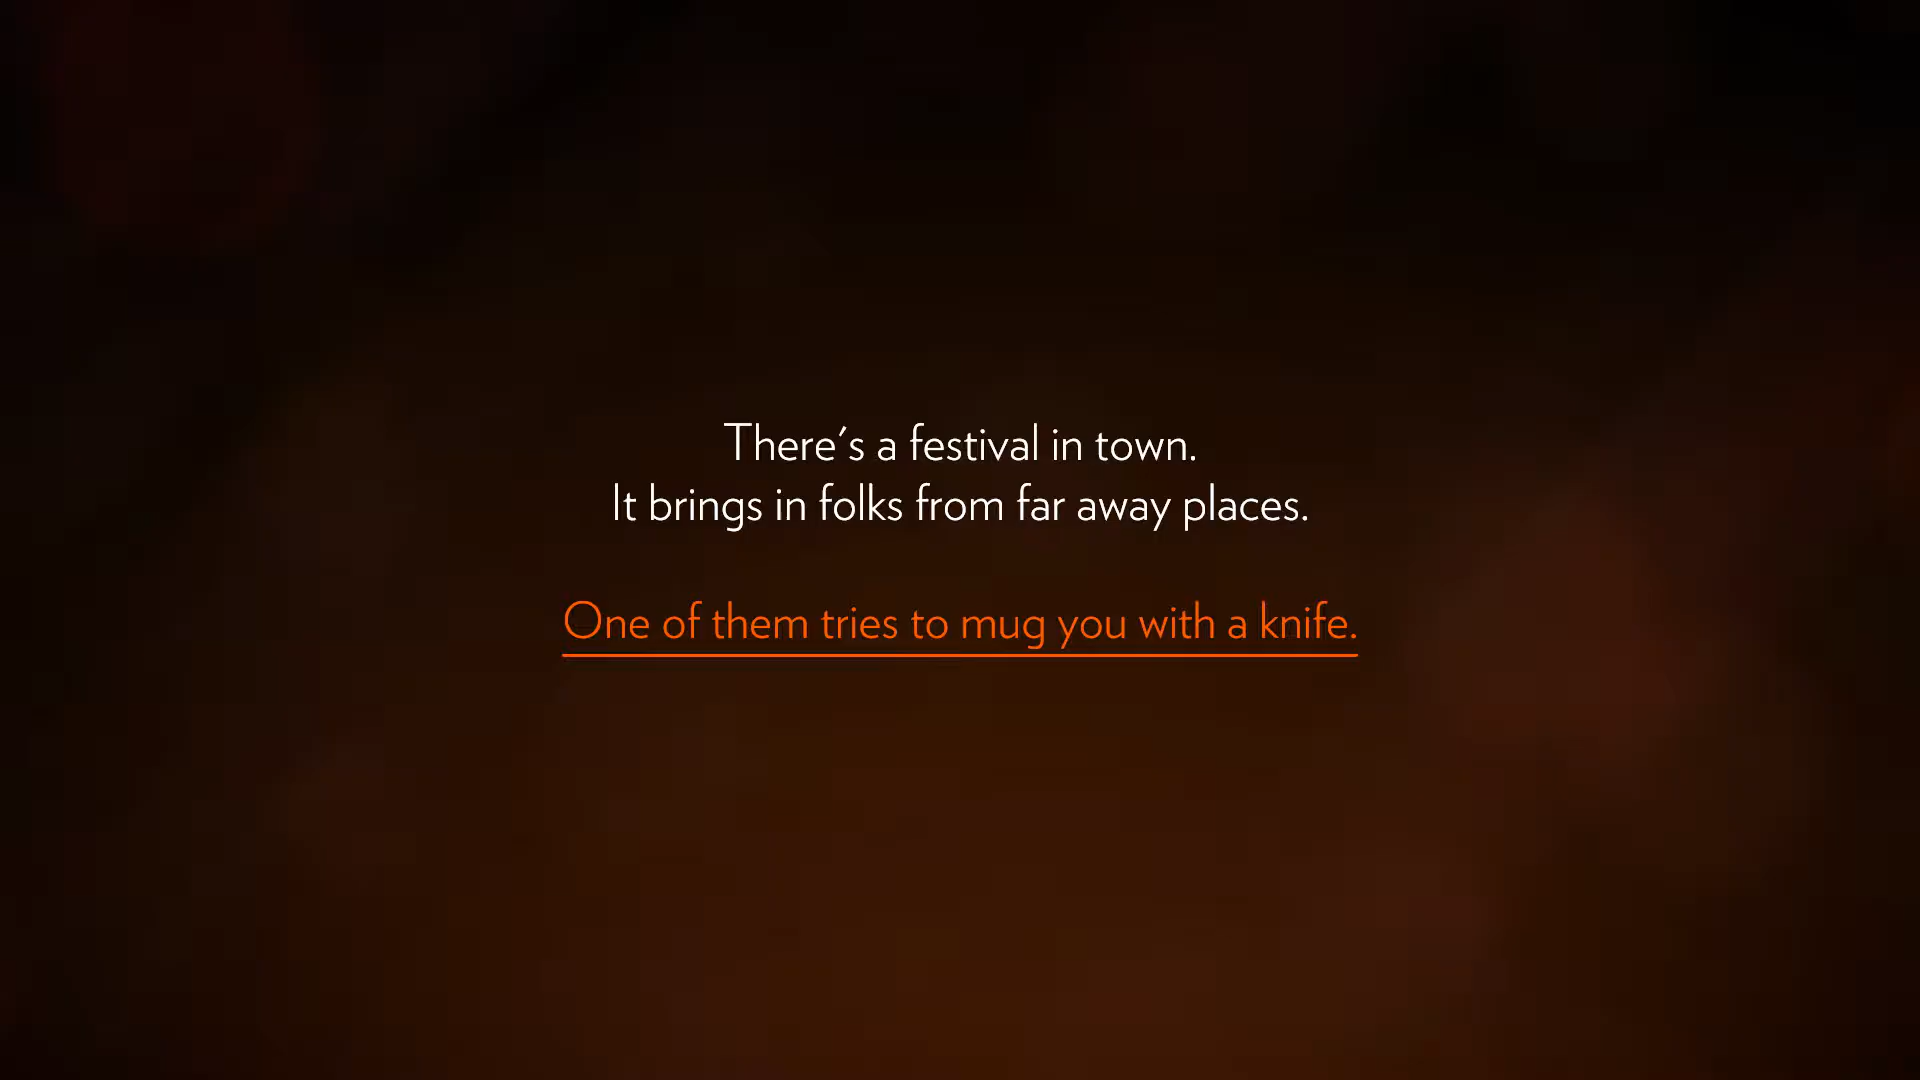 There's a festival in town.
It brings in folks from far away places.
One of them tries to mug you with a knife.